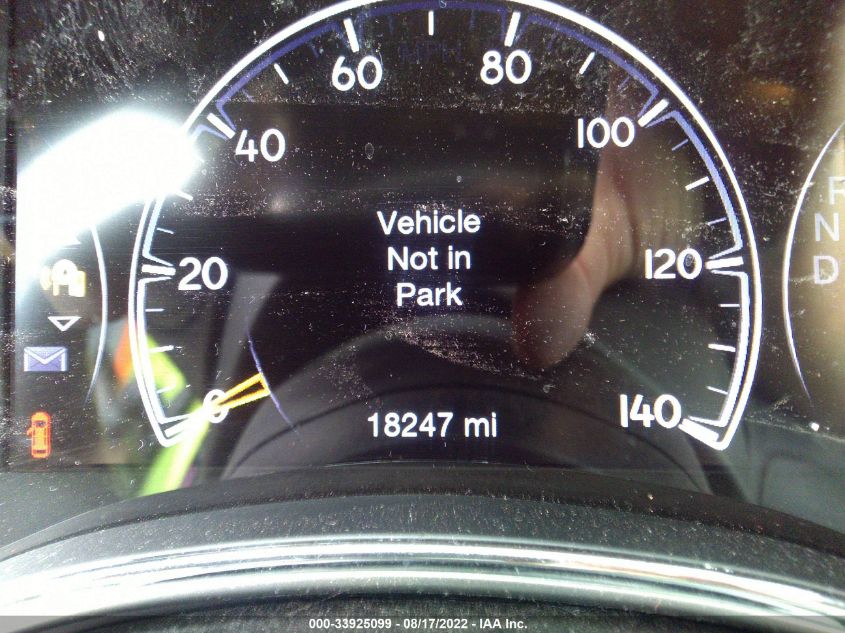 MPH
60
80
40
100
Vehicle
Not in
Park
20
120
R
N
D
0
140
18247 mi
000-33925099 - 08/17/2022 - IAA Inc.